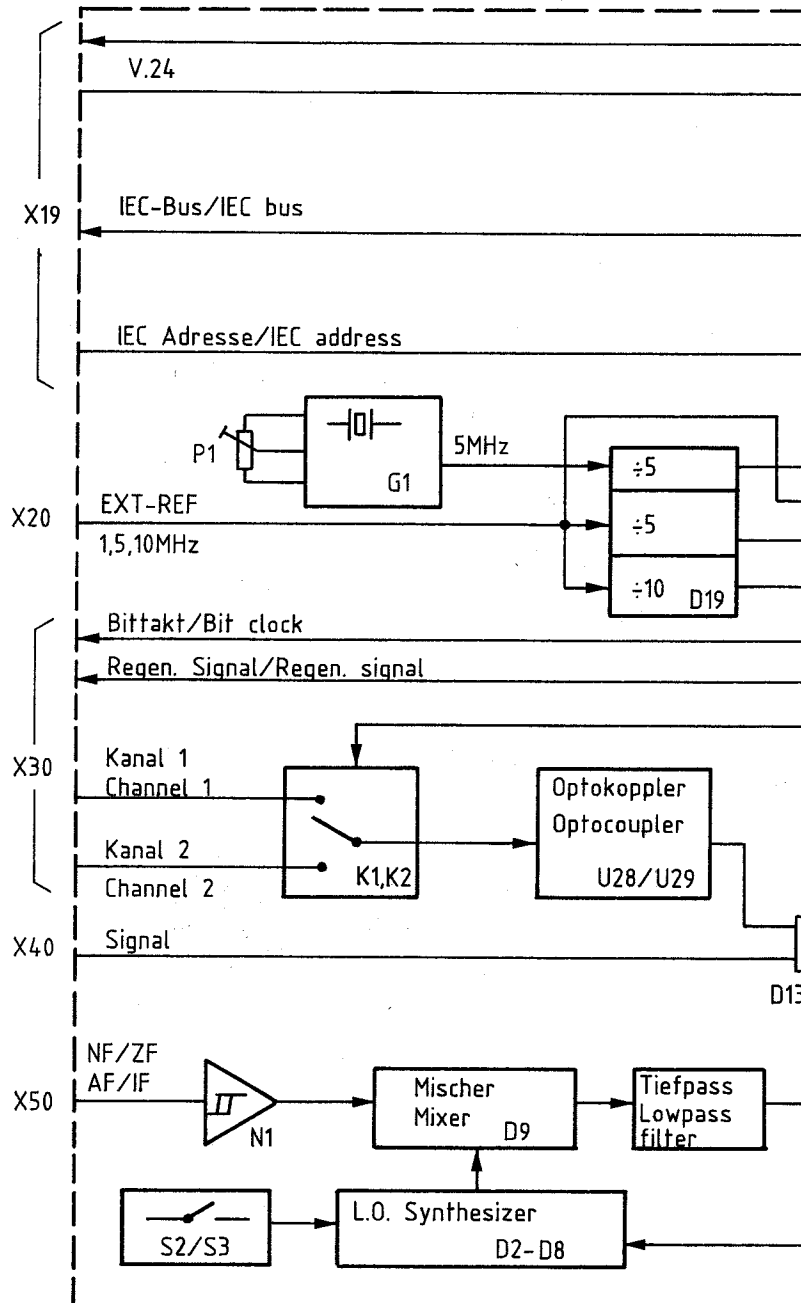 V.24
X19
IEC-Bus/IEC bus
IEC Adresse/IEC address
P1
G1
5MHz
÷5
X20
EXT-REF
1,5,10MHz
÷5
÷10
D19
Bittakt/Bit clock
Regen. Signal/Regen. signal
X30
Kanal 1
Channel 1
Kanal 2
Channel 2
K1,K2
Optokoppler
Optocoupler
U28/U29
X40
Signal
D13
X50
NF/ZF
AF/IF
N1
Mischer
Mixer
D9
Tiefpass
Lowpass
filter
S2/S3
L.O. Synthesizer
D2-D8